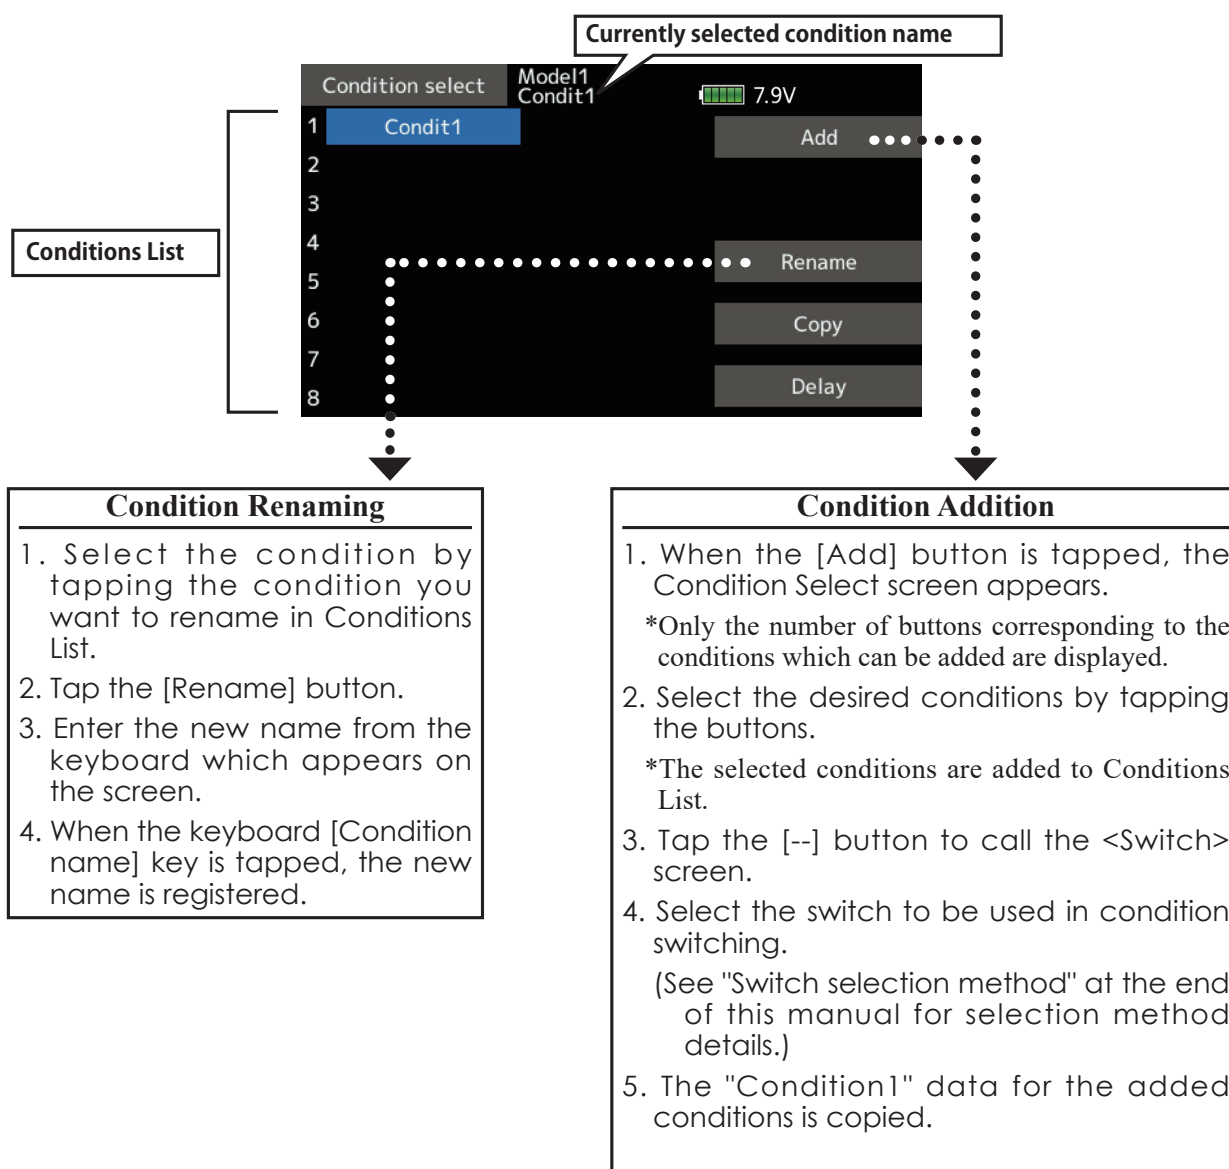 Currently selected condition name
Condition select
Model1
Condit1
7.9V
1 Condit1
Add
2
3
Conditions List
4
Rename
5
6
Copy
7
Delay
8
Condition Renaming
1. Select the condition by
tapping the condition you
want to rename in Conditions
List.
2. Tap the [Rename] button.
3. Enter the new name from the
keyboard which appears on
the screen.
4. When the keyboard [Condition
name] key is tapped, the new
name is registered.
Condition Addition
1. When the [Add] button is tapped, the
Condition Select screen appears.
*Only the number of buttons corresponding to the
conditions which can be added are displayed.
2. Select the desired conditions by tapping
the buttons.
*The selected conditions are added to Conditions
List.
3. Tap the [--] button to call the <Switch>
screen.
4. Select the switch to be used in condition
switching.
(See "Switch selection method" at the end
of this manual for selection method
details.)
5. The "Condition1" data for the added
conditions is copied.